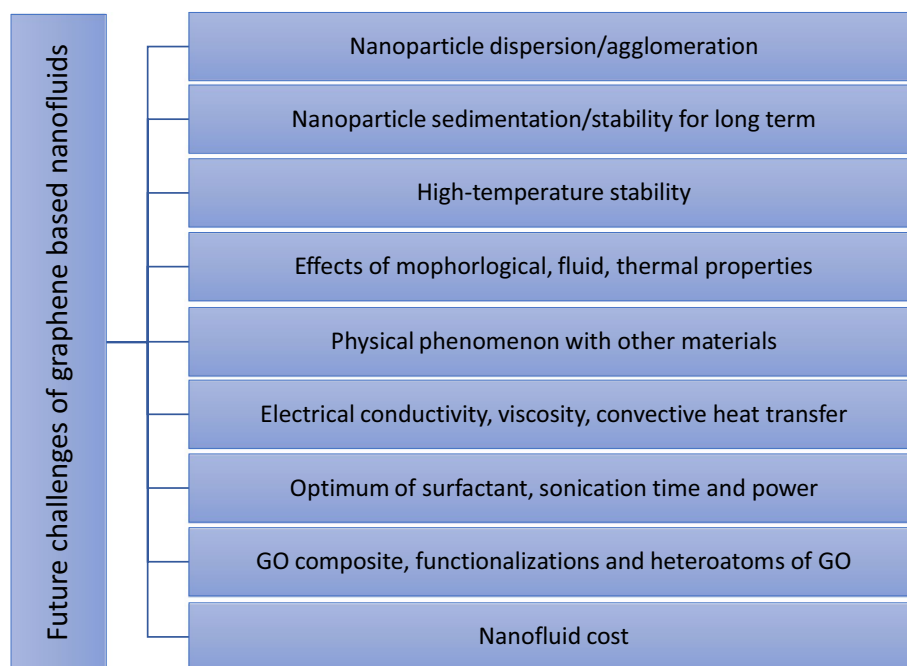 Future challenges of graphene based nanofluids
Nanoparticle dispersion/agglomeration
Nanoparticle sedimentation/stability for long term
High-temperature stability
Effects of mophorlogical, fluid, thermal properties
Physical phenomenon with other materials
Electrical conductivity, viscosity, convective heat transfer
Optimum of surfactant, sonication time and power
GO composite, functionalizations and heteroatoms of GO
Nanofluid cost